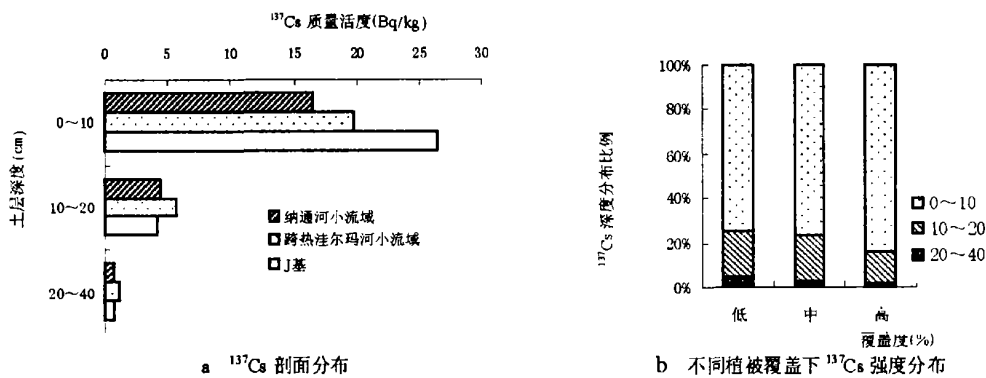 ¹³⁷Cs 质量活度(Bq/kg)
0 5 10 15 20 25 30
土层深度(cm)
0～10
10～20
20～40
纳通河小流域
跨热洼尔玛河小流域
J基
a ¹³⁷Cs 剖面分布
¹³⁷Cs 深度分布比例
100%
80%
60%
40%
20%
0%
低 中 高
覆盖度(%)
0～10
10～20
20～40
b 不同植被覆盖下 ¹³⁷Cs 强度分布